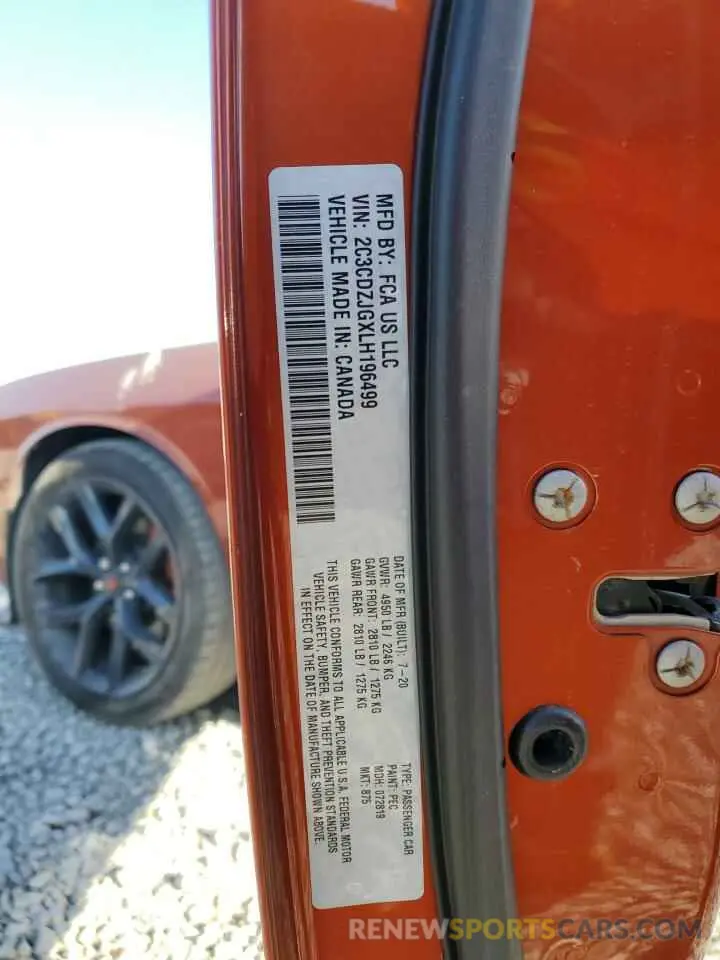 MFD BY: FCA US LLC
VIN: 2C3CDZJGXLH196499
VEHICLE MADE IN: CANADA
DATE OF MFR (BUILT): 7-20
GVWR: 4950 LB / 2245 KG
GAWR FRONT: 2810 LB / 1275 KG
GAWR REAR: 2810 LB / 1275 KG
THIS VEHICLE CONFORMS TO ALL APPLICABLE U.S.A. FEDERAL MOTOR
VEHICLE SAFETY, BUMPER, AND THEFT PREVENTION STANDARDS
IN EFFECT ON THE DATE OF MANUFACTURE SHOWN ABOVE.
TYPE: PASSENGER CAR
PAINT: PEC
MDH: 072819
MKT: 875
RENEWSPORTSCARS.COM